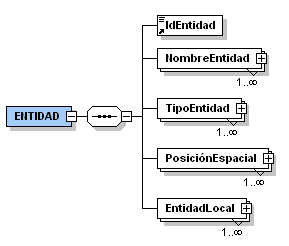 IdEntidad
NombreEntidad
1..∞
ENTIDAD
TipoEntidad
1..∞
PosiciónEspacial
1..∞
EntidadLocal
1..∞